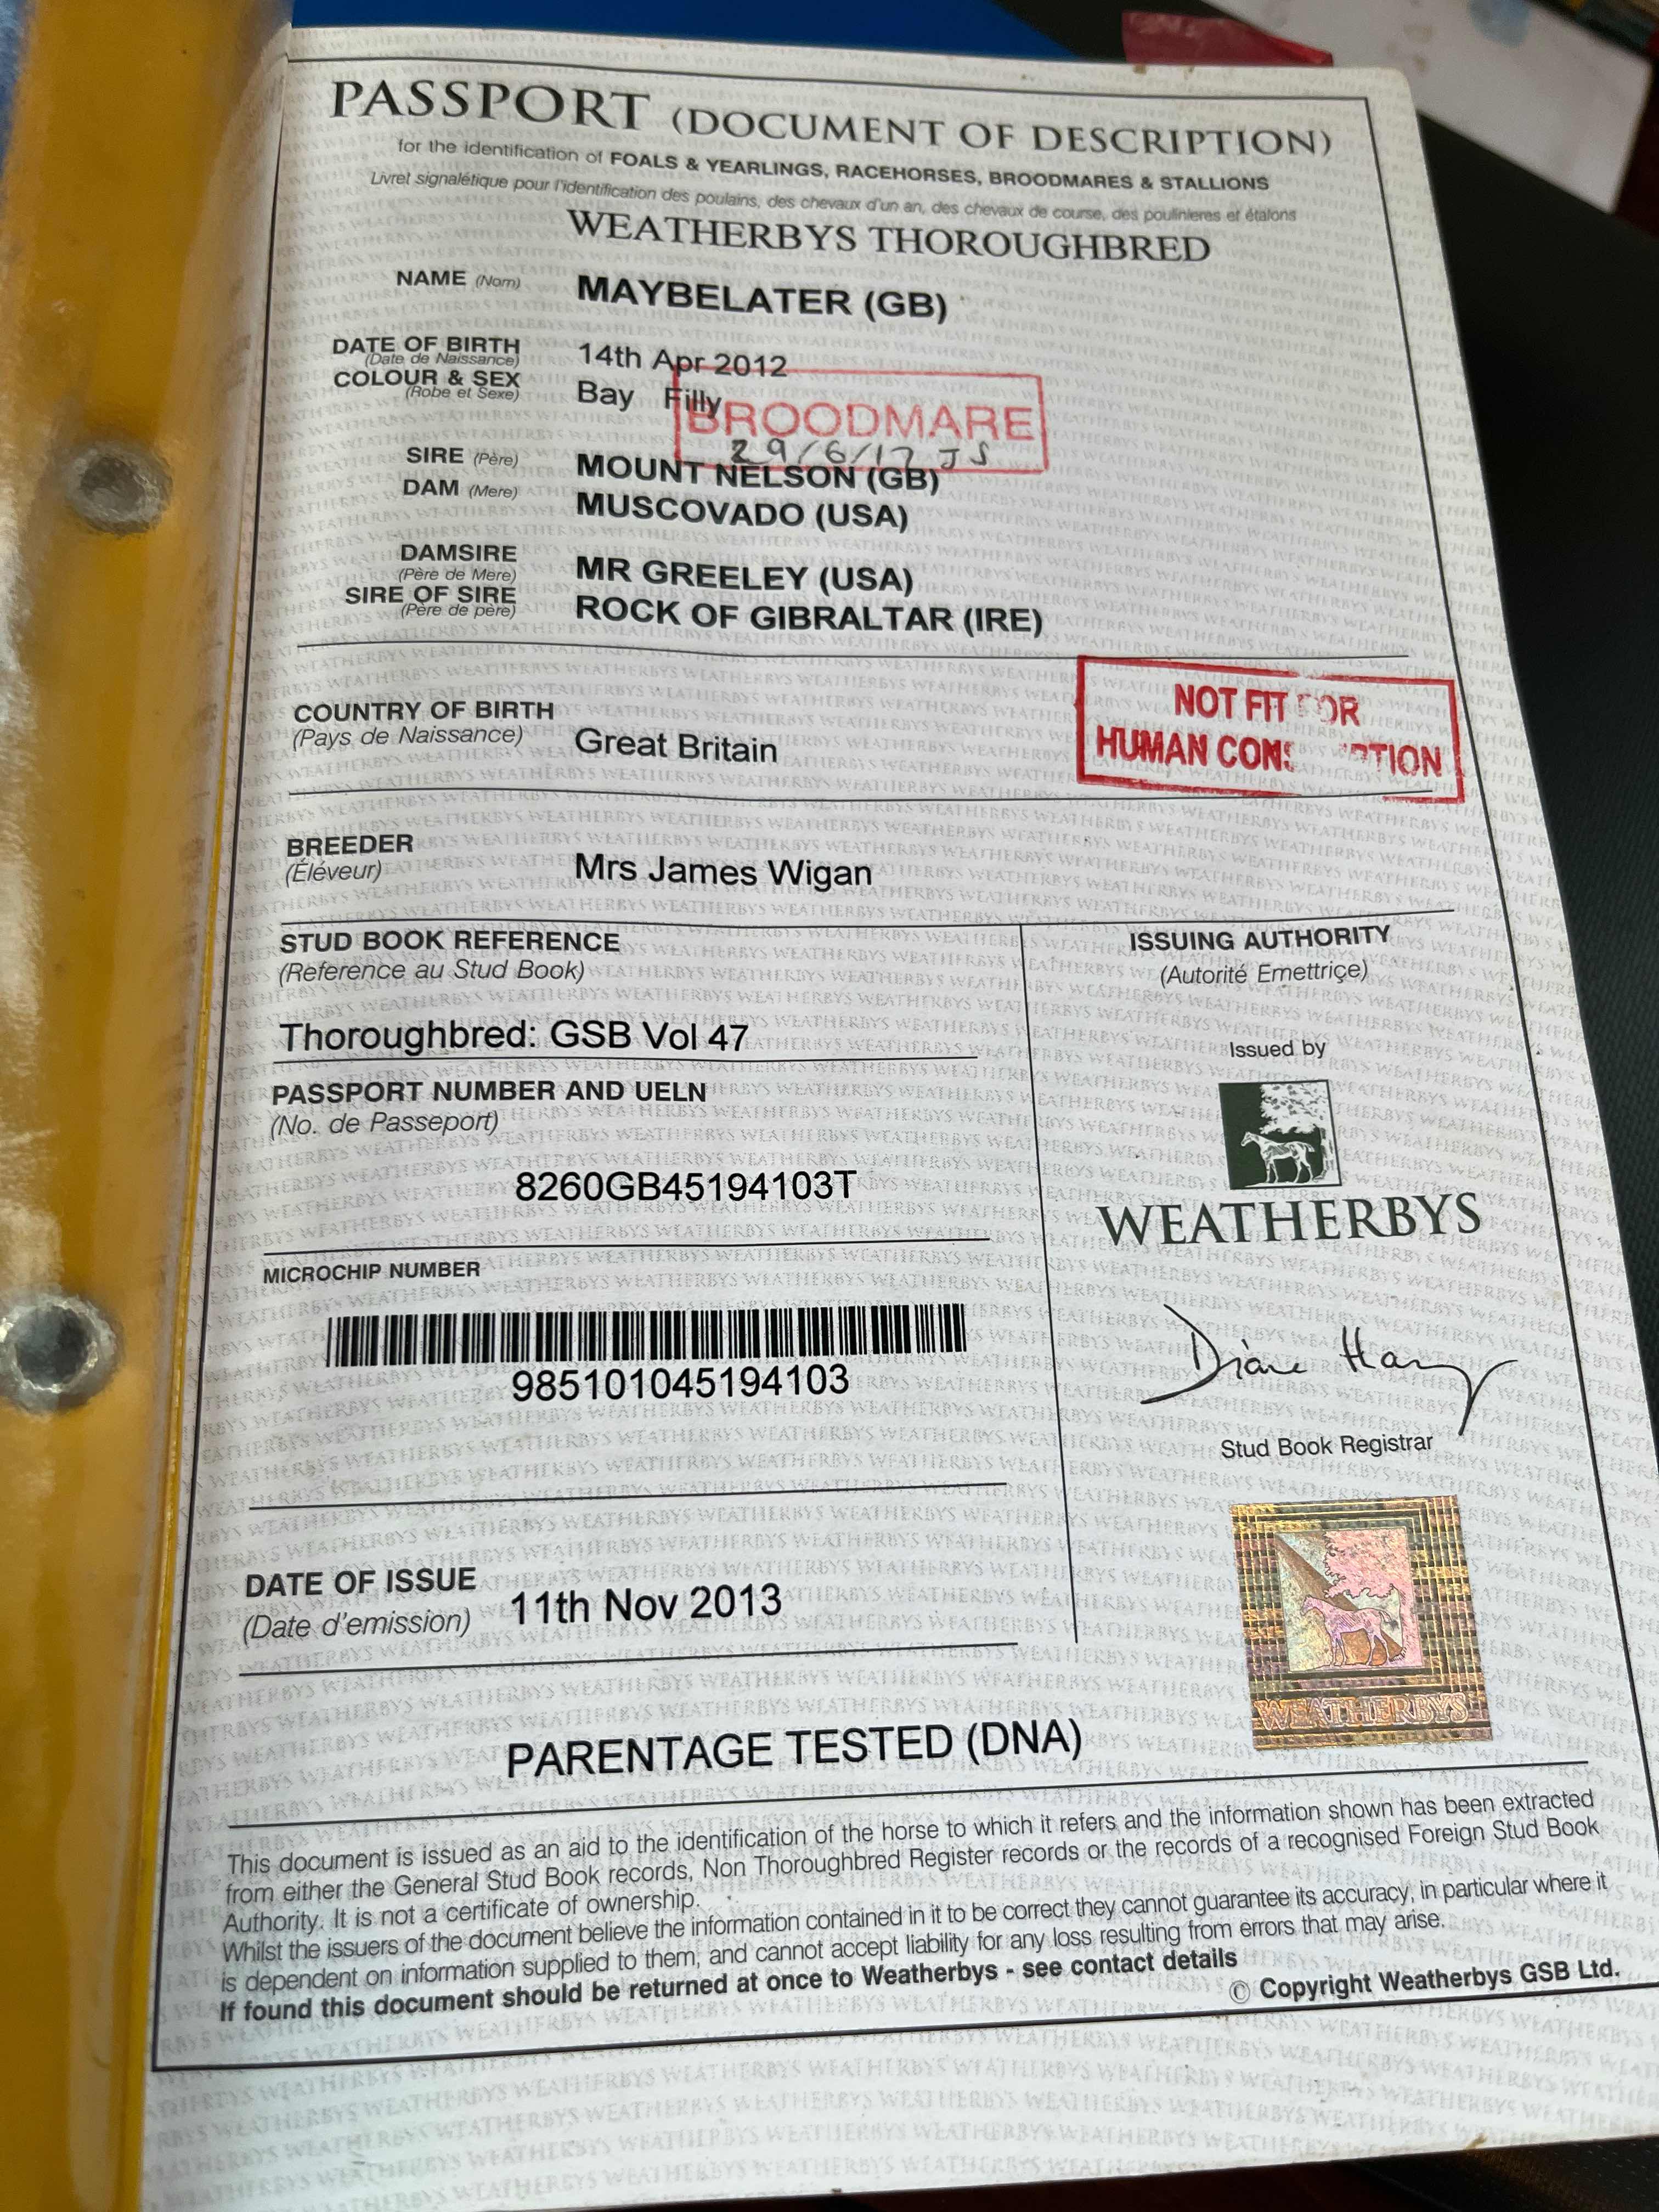 PASSPORT (DOCUMENT OF DESCRIPTION)
for the identification of FOALS & YEARLINGS, RACEHORSES, BROODMARES & STALLIONS
Livret signalétique pour l'identification des poulains, des chevaux d'un an, des chevaux de course, des poulinieres et étalons
WEATHERBYS THOROUGHBRED
NAME (Nom) MAYBELATER (GB)
DATE OF BIRTH 14th Apr 2012
(Date de Naissance)
COLOUR & SEX Bay Filly
(Robe et Sexe)
BROODMARE
29/6/17 JS
SIRE (Père) MOUNT NELSON (GB)
DAM (Mere) MUSCOVADO (USA)
DAMSIRE MR GREELEY (USA)
(Père de Mere)
SIRE OF SIRE ROCK OF GIBRALTAR (IRE)
(Père de père)
NOT FIT OR
HUMAN CONS PTION
COUNTRY OF BIRTH
(Pays de Naissance) Great Britain
BREEDER
(Éléveur) Mrs James Wigan
STUD BOOK REFERENCE
(Reference au Stud Book)
Thoroughbred: GSB Vol 47
PASSPORT NUMBER AND UELN
(No. de Passeport)
8260GB45194103T
MICROCHIP NUMBER
985101045194103
DATE OF ISSUE
(Date d'emission) 11th Nov 2013
ISSUING AUTHORITY
(Autorité Emettriçe)
Issued by
WEATHERBYS
Diane Harvey
Stud Book Registrar
WEATHERBYS
PARENTAGE TESTED (DNA)
This document is issued as an aid to the identification of the horse to which it refers and the information shown has been extracted
from either the General Stud Book records, Non Thoroughbred Register records or the records of a recognised Foreign Stud Book
Authority. It is not a certificate of ownership.
Whilst the issuers of the document believe the information contained in it to be correct they cannot guarantee its accuracy, in particular where it
is dependent on information supplied to them, and cannot accept liability for any loss resulting from errors that may arise.
If found this document should be returned at once to Weatherbys - see contact details
© Copyright Weatherbys GSB Ltd.